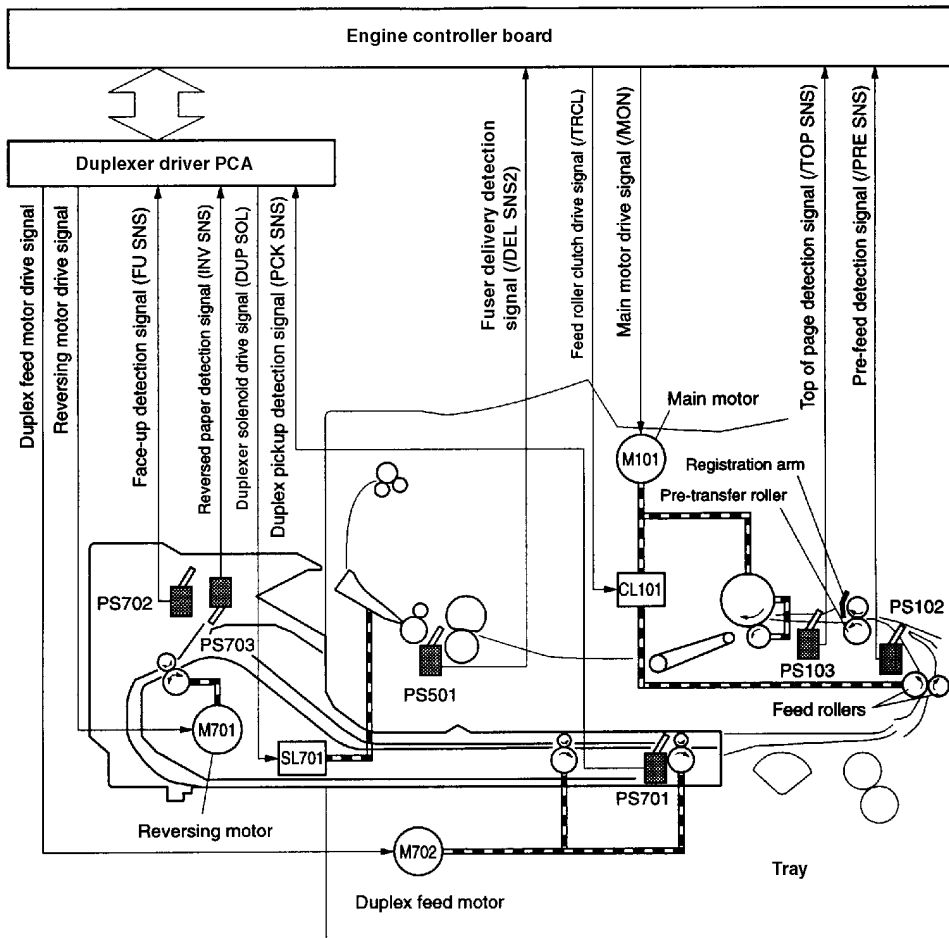 Engine controller board
Duplexer driver PCA
Duplex feed motor drive signal
Reversing motor drive signal
Face-up detection signal (FU SNS)
Reversed paper detection signal (INV SNS)
Duplexer solenoid drive signal (DUP SOL)
Duplex pickup detection signal (PCK SNS)
Fuser delivery detection
signal (/DEL SNS2)
Feed roller clutch drive signal (/TRCL)
Main motor drive signal (/MON)
Top of page detection signal (/TOP SNS)
Pre-feed detection signal (/PRE SNS)
Main motor
M101
Registration arm
Pre-transfer roller
CL101
PS702
PS102
PS703
PS103
PS501
Feed rollers
M701
SL701
PS701
Reversing motor
M702
Tray
Duplex feed motor